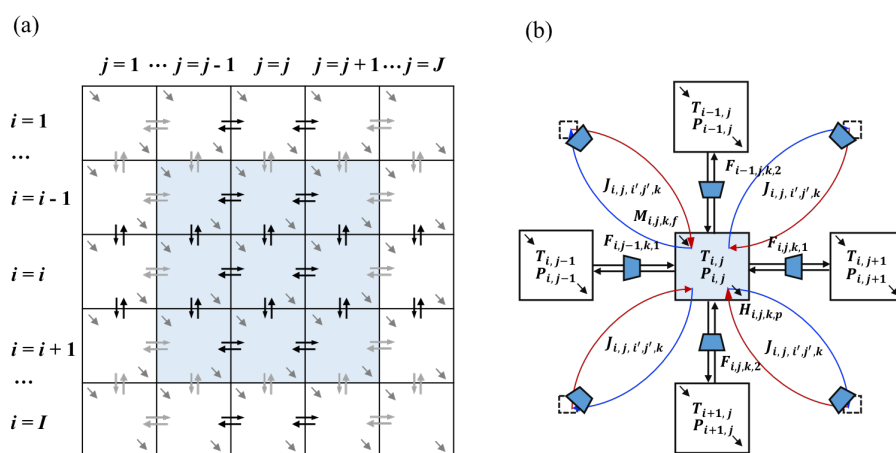 (a)
j = 1 ⋯ j = j - 1 j = j j = j + 1 … j = J
i = 1
…
i = i - 1
i = i
i = i + 1
…
i = I
(b)
T_{i−1, j}
P_{i−1, j}
F_{i−1,j,k,2}
J_{i,j, i′,j′,k}
J_{i,j, i′,j′,k}
M_{i,j,k,f}
F_{i,j−1,k,1}
F_{i,j,k,1}
T_{i,j−1}
P_{i,j−1}
T_{i,j}
P_{i,j}
T_{i,j+1}
P_{i,j+1}
H_{i,j,k,p}
J_{i,j, i′,j′,k}
F_{i,j,k,2}
J_{i,j, i′,j′,k}
T_{i+1,j}
P_{i+1,j}